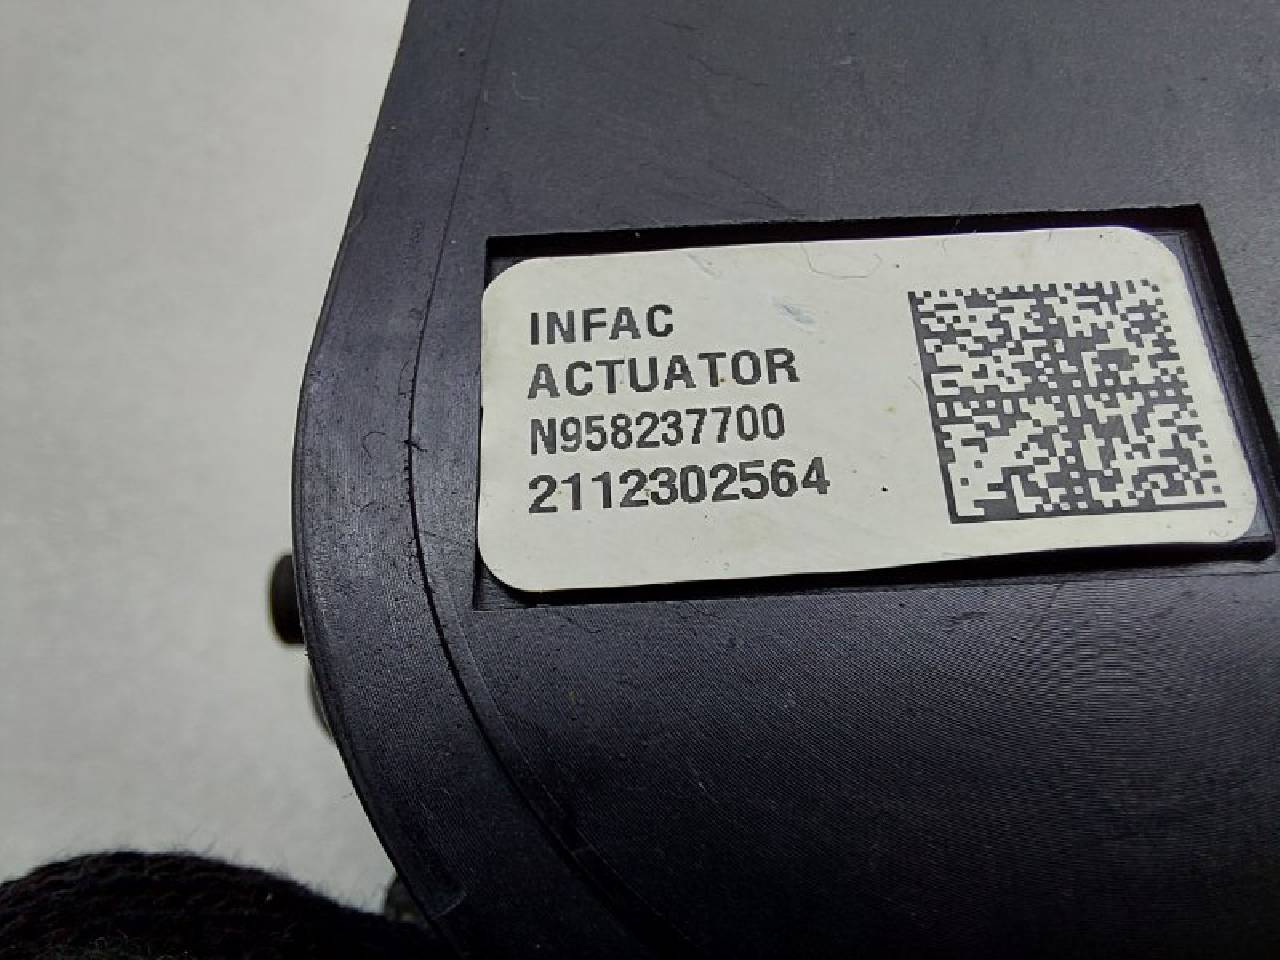 INFAC
ACTUATOR
N958237700
2112302564